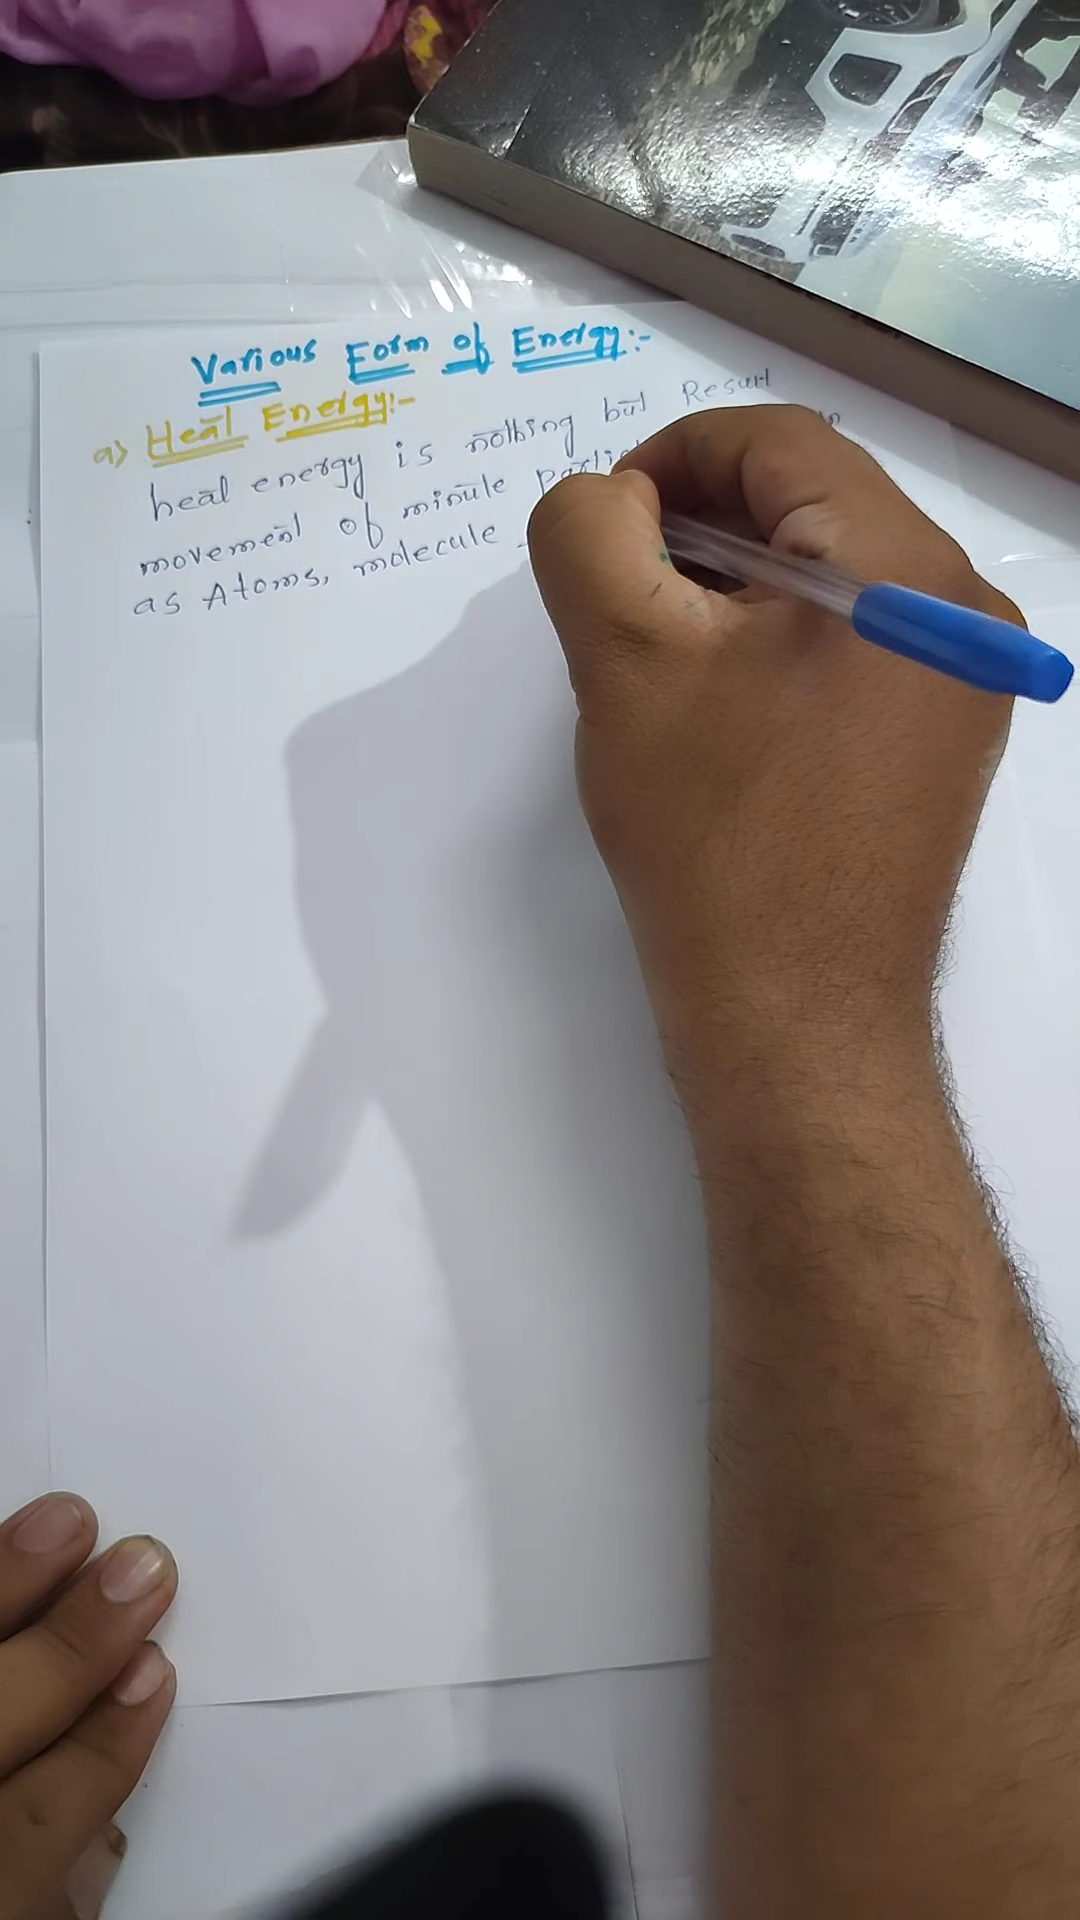 Various Form of Energy:-
a) Heat Energy:-
heat energy is nothing but Result
movement of minute
as Atoms, molecule